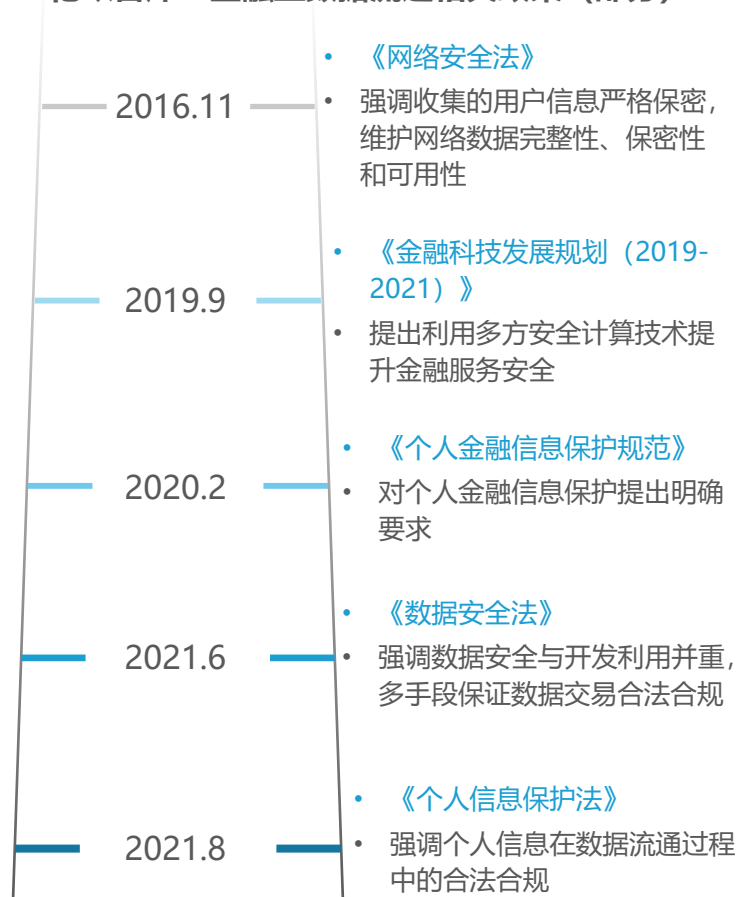 2016.11
• 《网络安全法》
• 强调收集的用户信息严格保密，
维护网络数据完整性、保密性
和可用性
2019.9
• 《金融科技发展规划（2019-
2021）》
• 提出利用多方安全计算技术提
升金融服务安全
2020.2
• 《个人金融信息保护规范》
• 对个人金融信息保护提出明确
要求
2021.6
• 《数据安全法》
• 强调数据安全与开发利用并重，
多手段保证数据交易合法合规
2021.8
• 《个人信息保护法》
• 强调个人信息在数据流通过程
中的合法合规